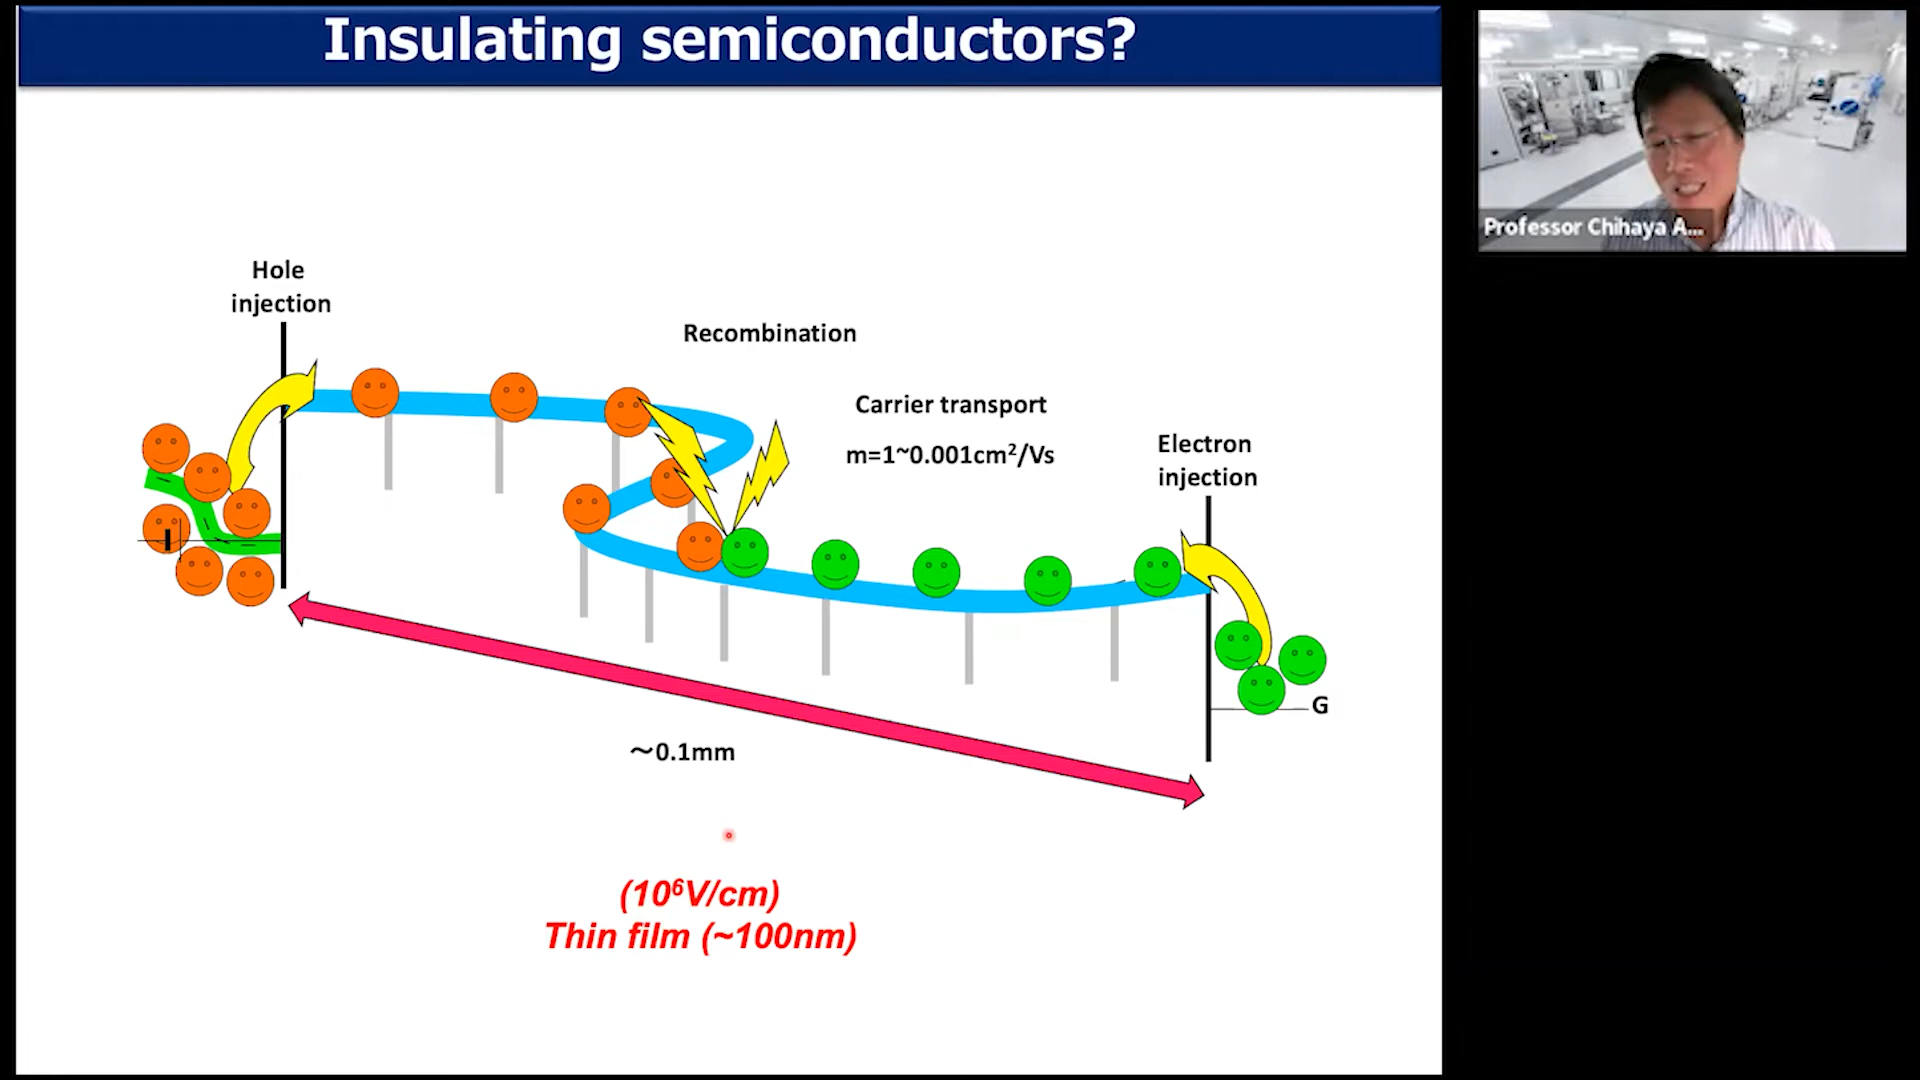 Insulating semiconductors?
Professor Chihaya A...
Hole
injection
Recombination
Carrier transport
m=1~0.001cm²/Vs
Electron
injection
I
G
～0.1mm
(10⁶V/cm)
Thin film (~100nm)